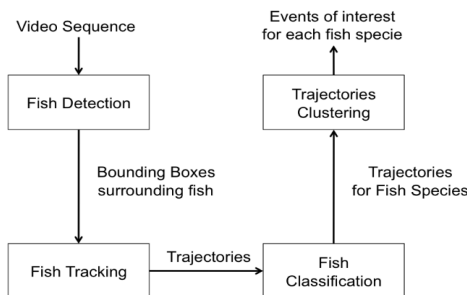 Video Sequence
Fish Detection
Bounding Boxes
surrounding fish
Fish Tracking
Trajectories
Fish
Classification
Trajectories
for Fish Species
Trajectories
Clustering
Events of interest
for each fish specie